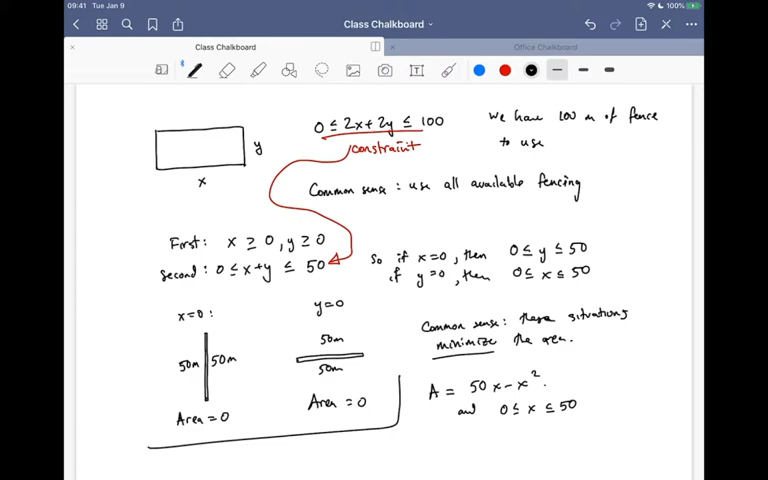 09:41 Tue Jan 9
100%
Class Chalkboard
Class Chalkboard
Office Chalkboard
0 ≤ 2x+2y ≤ 100
we have 100 m of fence
to use
y
x
constraint
Common sense: use all available fencing
First: x ≥ 0, y ≥ 0
Second: 0 ≤ x+y ≤ 50
So if x=0, then 0 ≤ y ≤ 50
if y=0, then 0 ≤ x ≤ 50
x=0:
y=0
50m
50m
50m
50m
Area = 0
Area = 0
Common sense: these situations
minimize the area.
A = 50x-x².
and 0 ≤ x ≤ 50